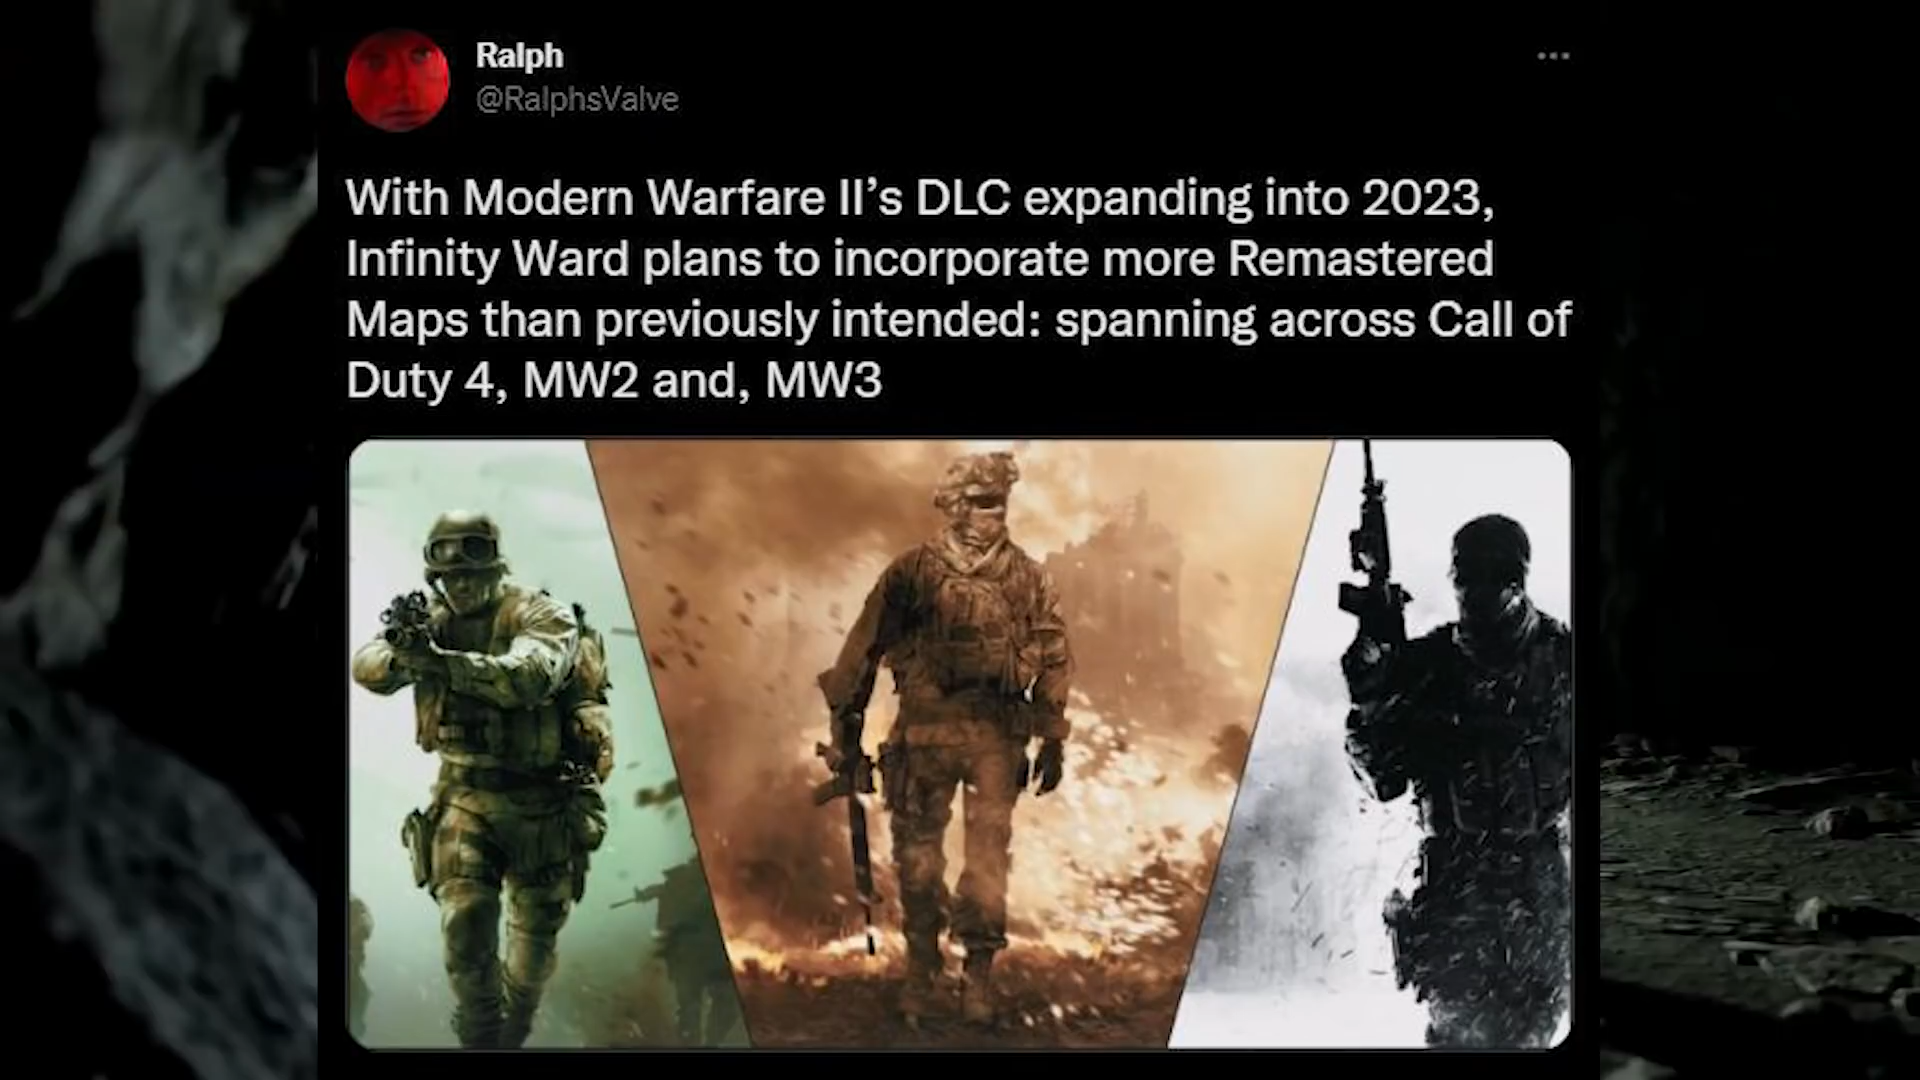 Ralph
@RalphsValve
With Modern Warfare II’s DLC expanding into 2023,
Infinity Ward plans to incorporate more Remastered
Maps than previously intended: spanning across Call of
Duty 4, MW2 and, MW3